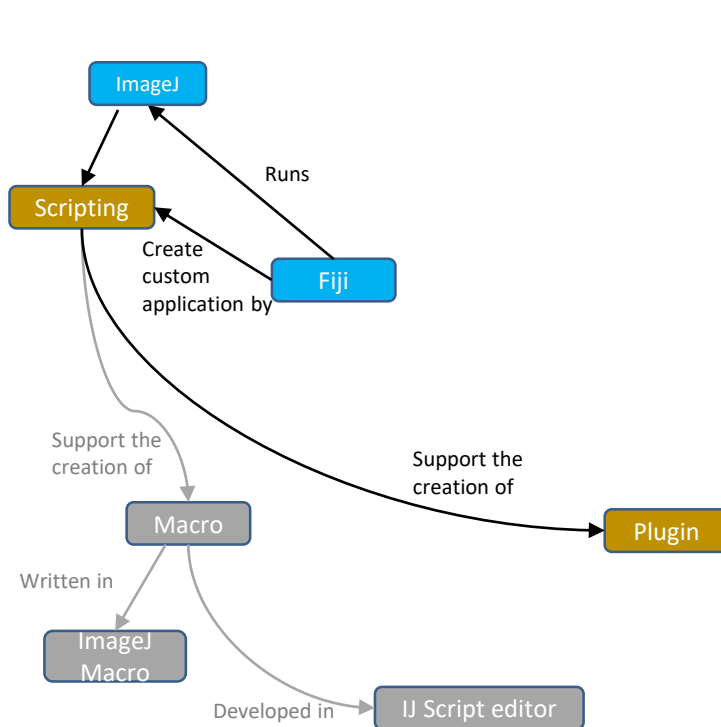 ImageJ
Runs
Scripting
Create
custom
application by
Fiji
Support the
creation of
Support the
creation of
Macro
Plugin
Written in
ImageJ
Macro
Developed in
IJ Script editor